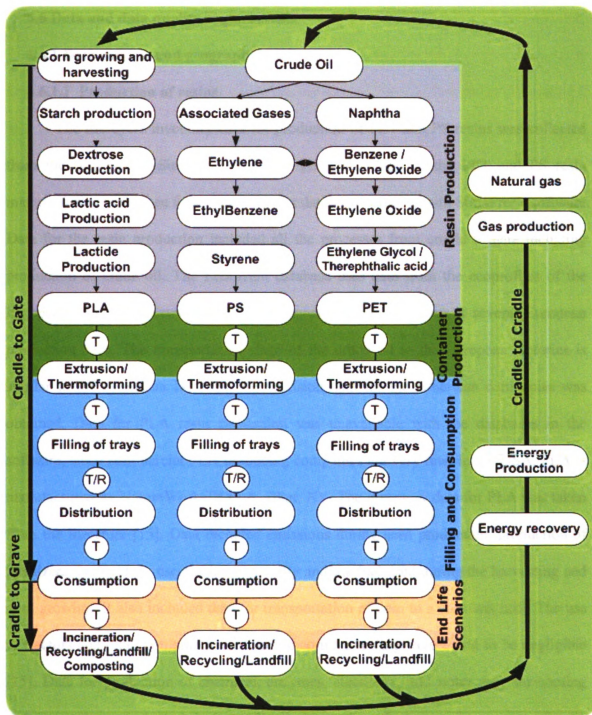 Corn growing and
harvesting
Crude Oil
Starch production
Associated Gases
Naphtha
Dextrose
Production
Ethylene
Benzene /
Ethylene Oxide
Natural gas
Lactic acid
Production
EthylBenzene
Ethylene Oxide
Gas production
Lactide
Production
Styrene
Ethylene Glycol
/Therephthalic acid
PLA
PS
PET
Resin Production
T
T
T
Container
Production
Extrusion/
Thermoforming
Extrusion/
Thermoforming
Extrusion/
Thermoforming
T
T
T
Filling of trays
Filling of trays
Filling of trays
Energy
Production
T/R
T/R
T/R
Distribution
Distribution
Distribution
Energy recovery
T
T
T
Consumption
Consumption
Consumption
Filling and Consumption
T
T
T
End Life
Scenarios
Incineration/
Recycling/Landfill/
Composting
Incineration/
Recycling/Landfill
Incineration/
Recycling/Landfill
Cradle to Gate
Cradle to Grave
Cradle to Cradle